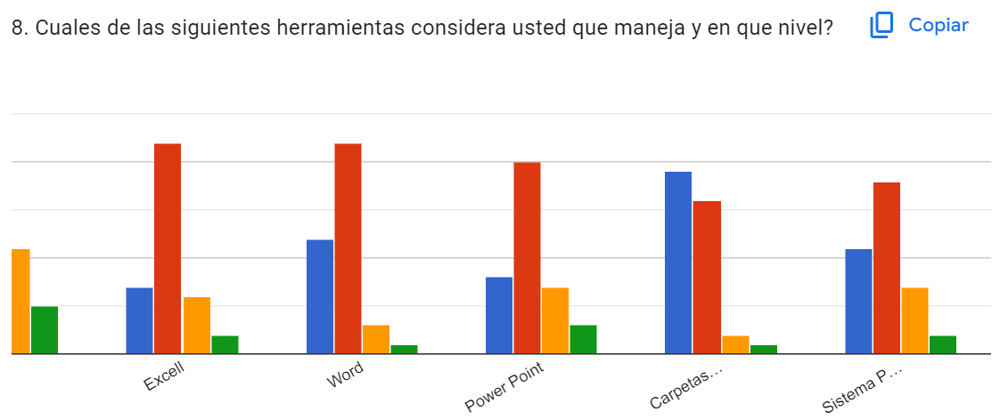 8. Cuales de las siguientes herramientas considera usted que maneja y en que nivel?
Copiar
Excell
Word
Power Point
Carpetas...
Sistema P...